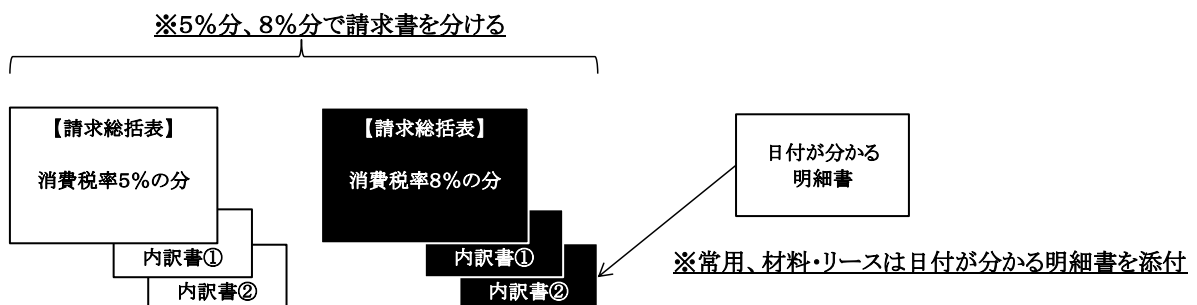 ※5％分、8％分で請求書を分ける
【請求総括表】
消費税率5％の分
内訳書①
内訳書②
【請求総括表】
消費税率8％の分
内訳書①
内訳書②
日付が分かる
明細書
※常用、材料・リースは日付が分かる明細書を添付